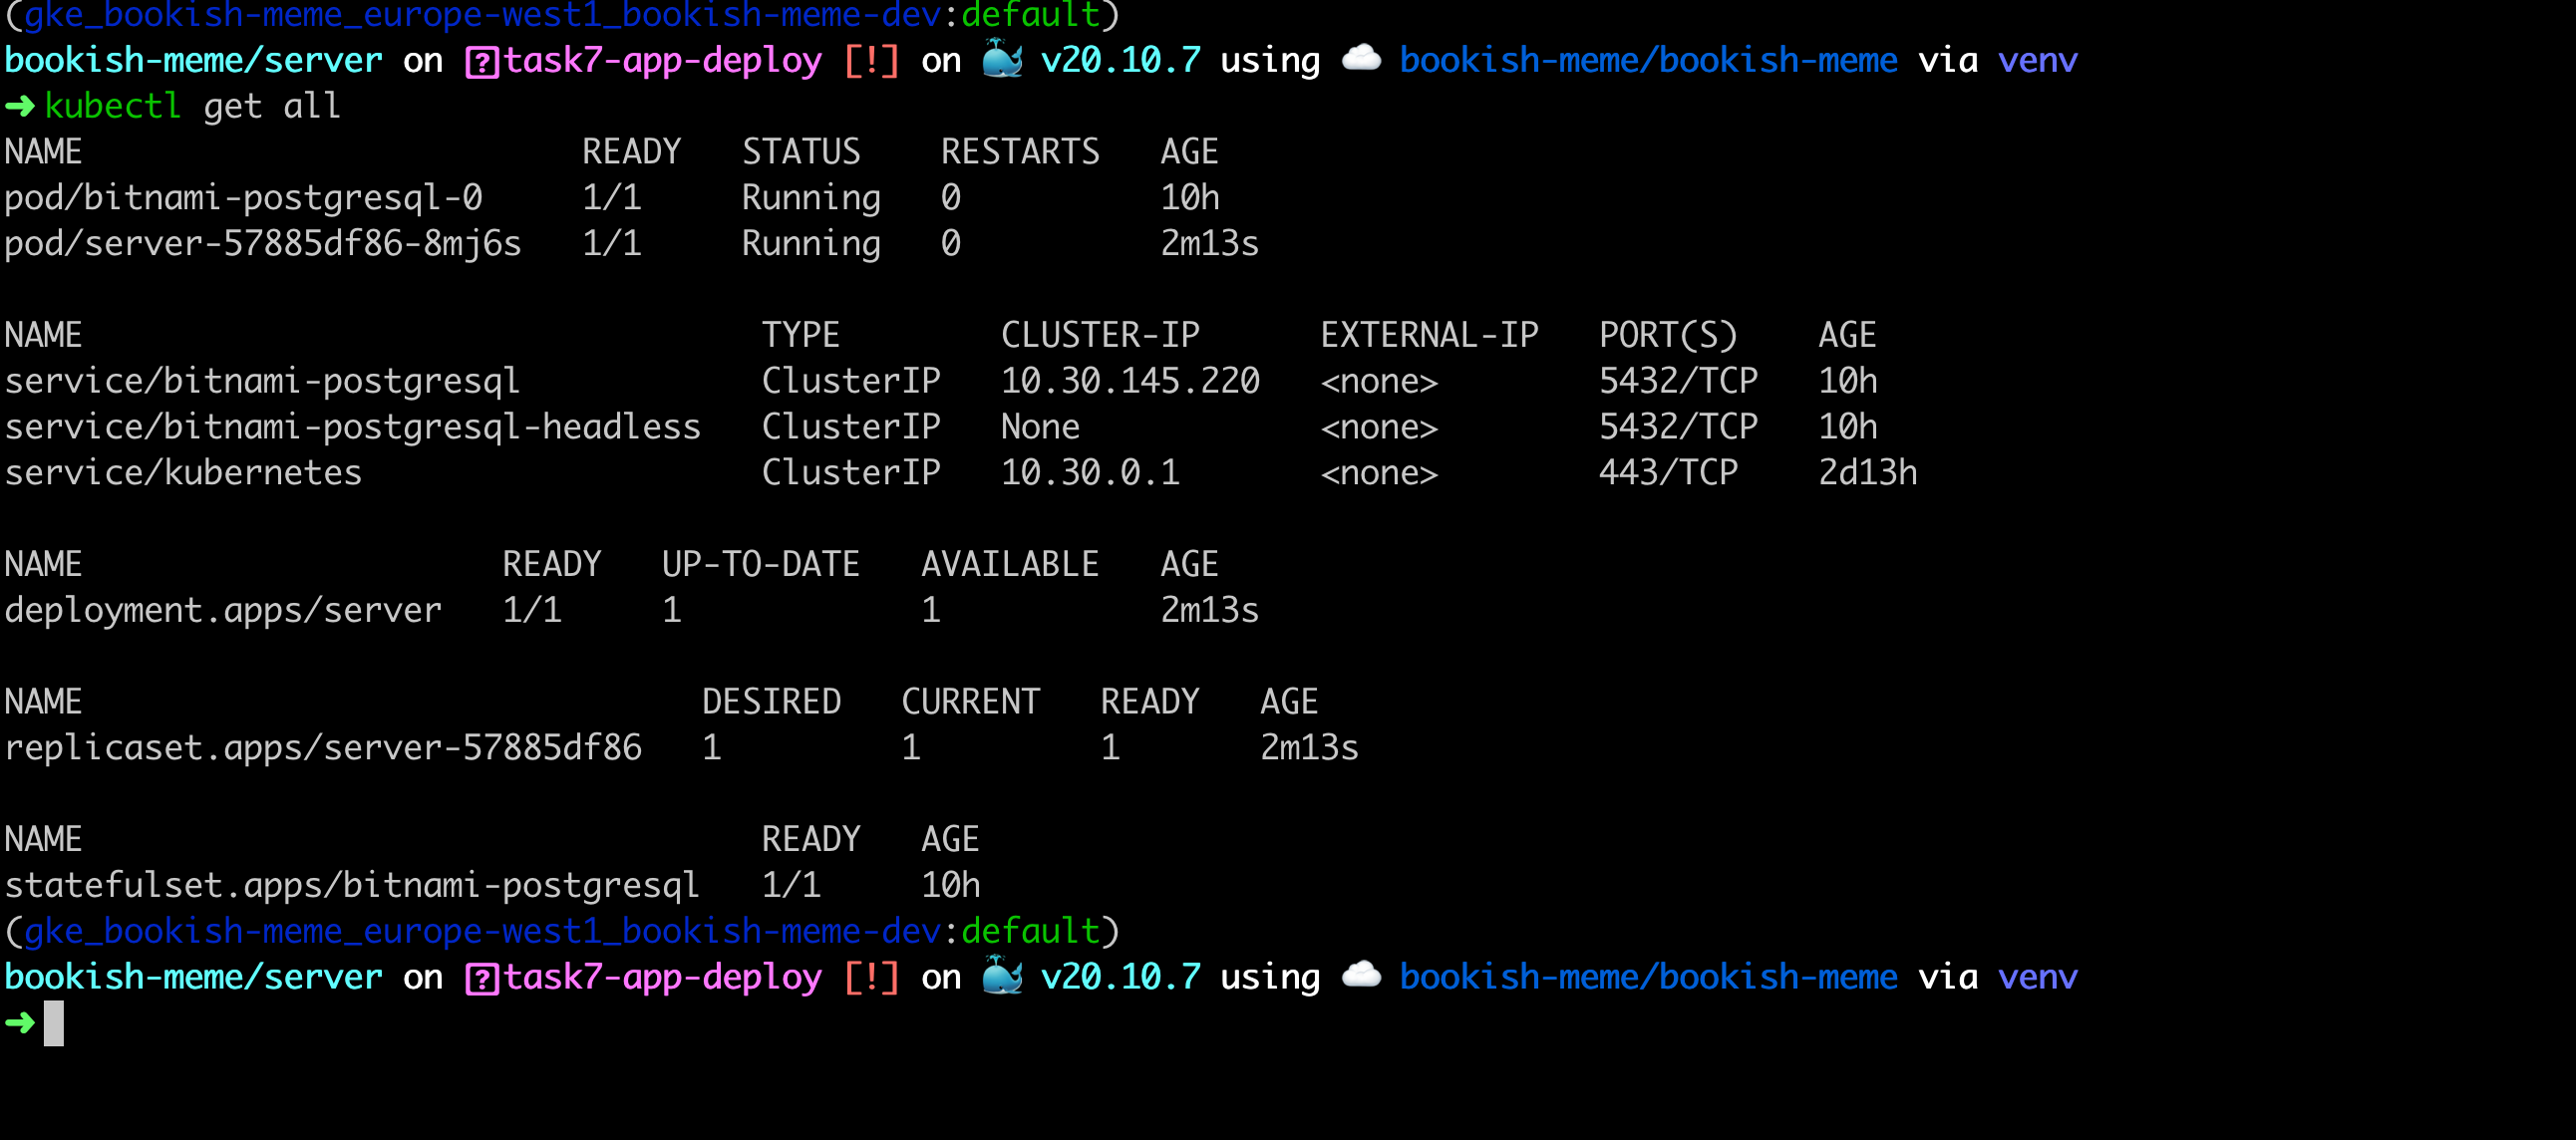 (gke_bookish-meme_europe-west1_bookish-meme-dev:default)
bookish-meme/server on ?task7-app-deploy [!] on 🐳 v20.10.7 using ☁️ bookish-meme/bookish-meme via venv
➜ kubectl get all
NAME READY STATUS RESTARTS AGE
pod/bitnami-postgresql-0 1/1 Running 0 10h
pod/server-57885df86-8mj6s 1/1 Running 0 2m13s
NAME TYPE CLUSTER-IP EXTERNAL-IP PORT(S) AGE
service/bitnami-postgresql ClusterIP 10.30.145.220 <none> 5432/TCP 10h
service/bitnami-postgresql-headless ClusterIP None <none> 5432/TCP 10h
service/kubernetes ClusterIP 10.30.0.1 <none> 443/TCP 2d13h
NAME READY UP-TO-DATE AVAILABLE AGE
deployment.apps/server 1/1 1 1 2m13s
NAME DESIRED CURRENT READY AGE
replicaset.apps/server-57885df86 1 1 1 2m13s
NAME READY AGE
statefulset.apps/bitnami-postgresql 1/1 10h
(gke_bookish-meme_europe-west1_bookish-meme-dev:default)
bookish-meme/server on ?task7-app-deploy [!] on 🐳 v20.10.7 using ☁️ bookish-meme/bookish-meme via venv
➜